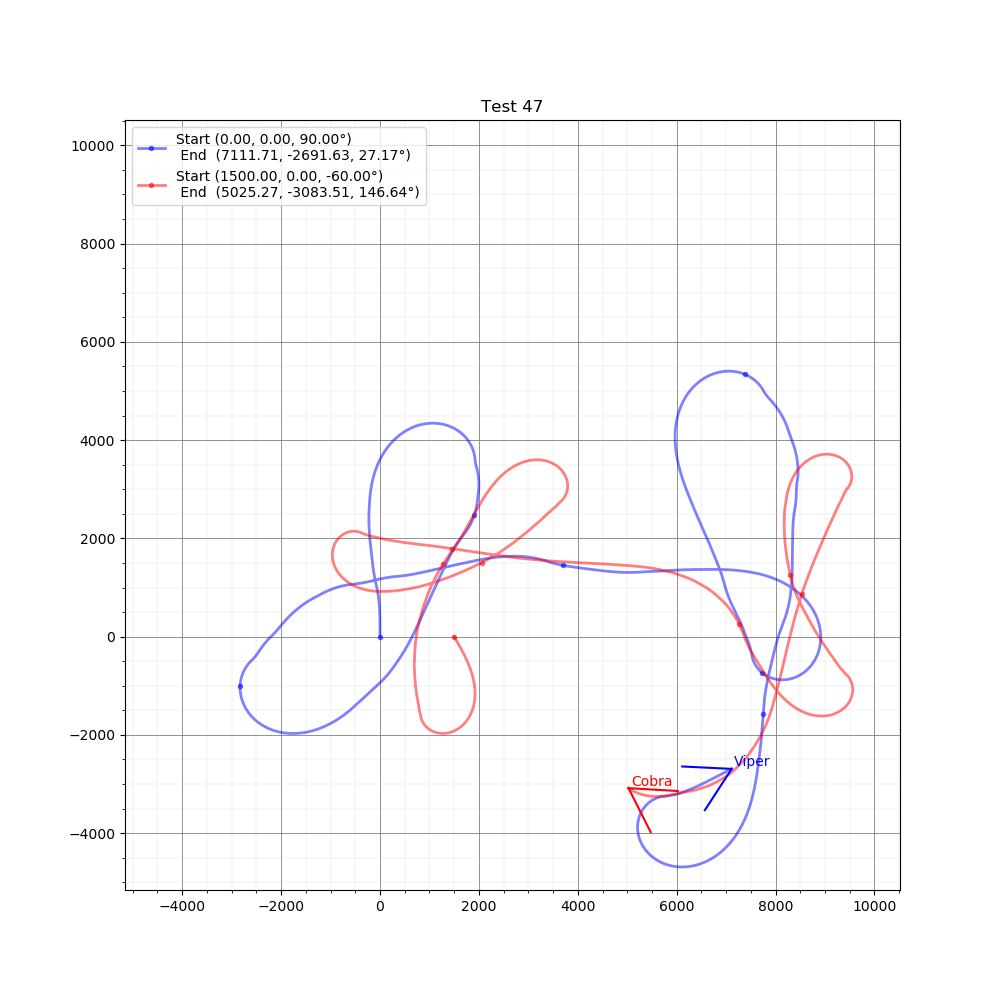 Test 47
Start (0.00, 0.00, 90.00°)
End (7111.71, -2691.63, 27.17°)
Start (1500.00, 0.00, -60.00°)
End (5025.27, -3083.51, 146.64°)
10000
8000
6000
4000
2000
0
−2000
−4000
Viper
Cobra
−4000 −2000 0 2000 4000 6000 8000 10000